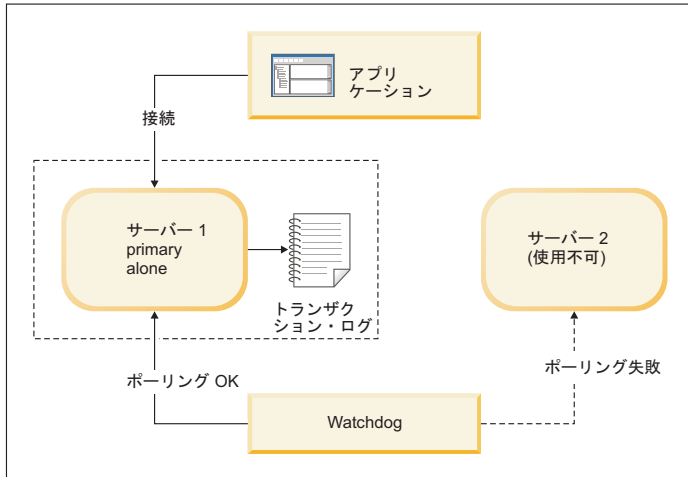 アプリ
ケーション
接続
サーバー 1
primary
alone
トランザク
ション・ログ
サーバー 2
(使用不可)
ポーリング OK
ポーリング失敗
Watchdog